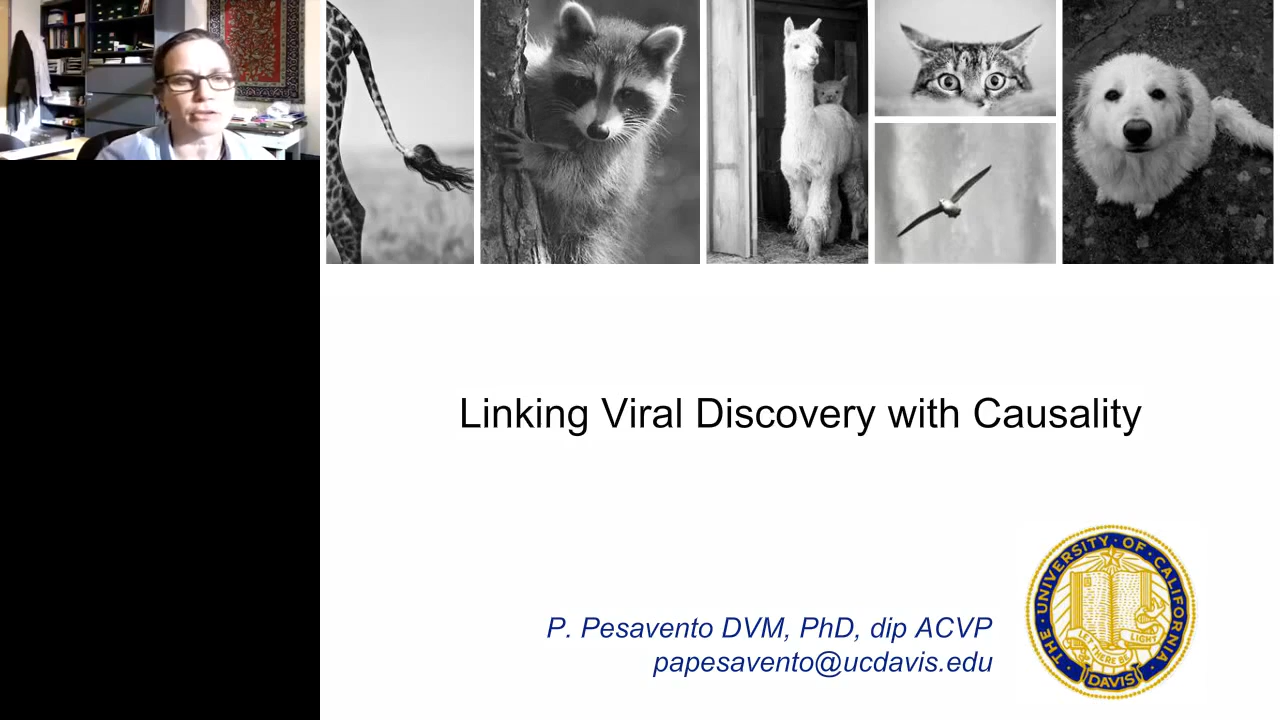 Linking Viral Discovery with Causality
P. Pesavento DVM, PhD, dip ACVP
papesavento@ucdavis.edu
THE UNIVERSITY OF CALIFORNIA
LET THERE BE LIGHT
DAVIS